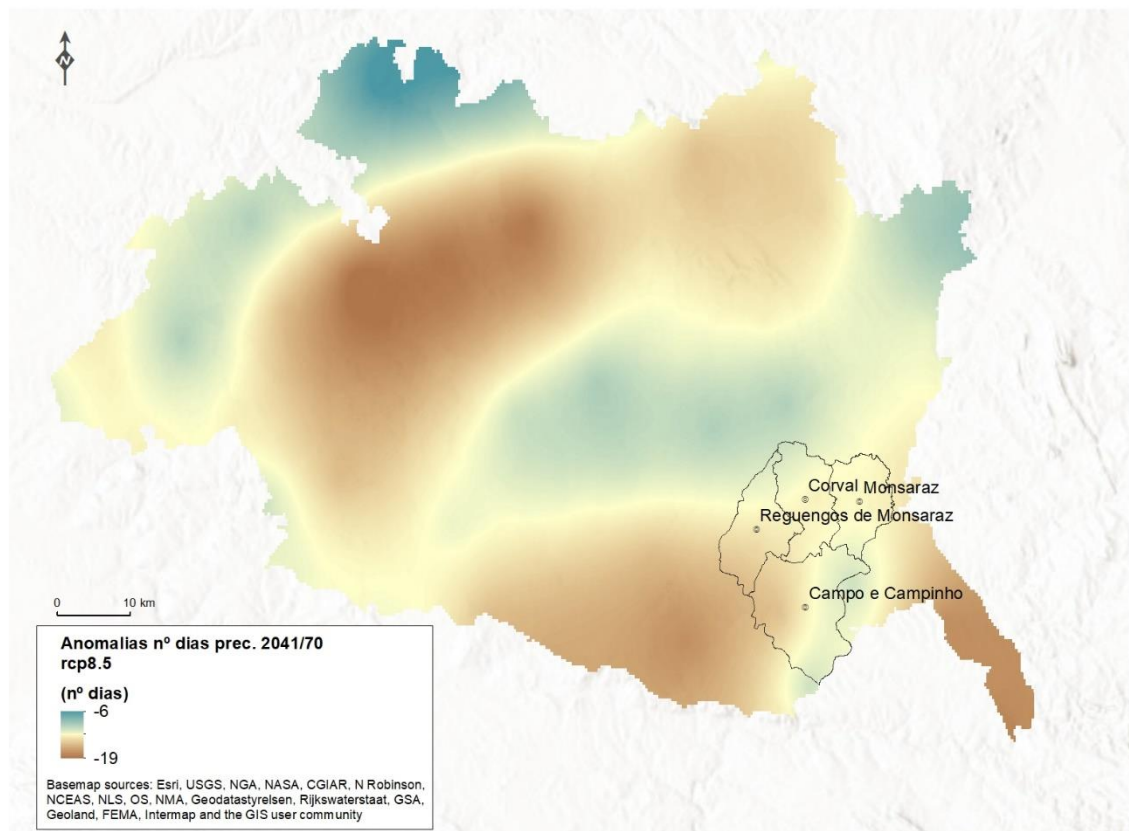 N
Corval Monsaraz
Reguengos de Monsaraz
Campo e Campinho
0 10 km
Anomalias nº dias prec. 2041/70
rcp8.5
(nº dias)
-6
-19
Basemap sources: Esri, USGS, NGA, NASA, CGIAR, N Robinson,
NCEAS, NLS, OS, NMA, Geodatastyrelsen, Rijkswaterstaat, GSA,
Geoland, FEMA, Intermap and the GIS user community